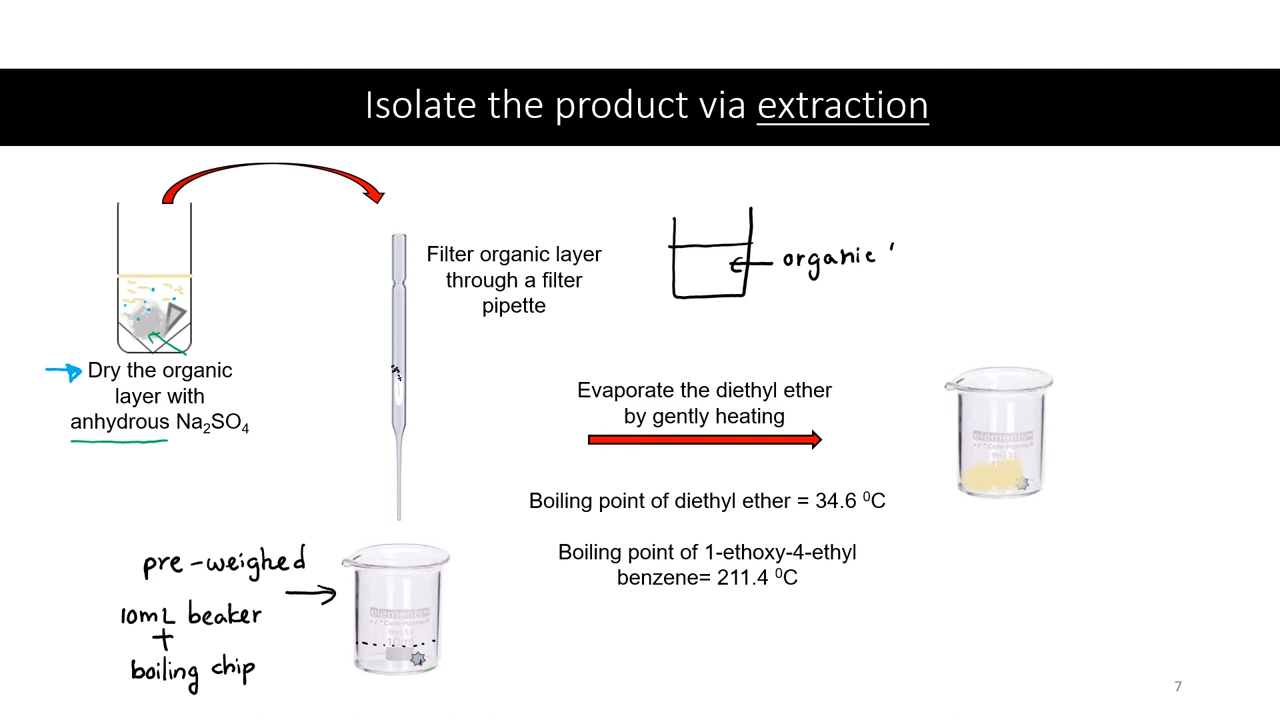 Isolate the product via extraction
Filter organic layer
through a filter
pipette
organic
Dry the organic
layer with
anhydrous Na₂SO₄
Evaporate the diethyl ether
by gently heating
Boiling point of diethyl ether = 34.6 ⁰C
Boiling point of 1-ethoxy-4-ethyl
benzene= 211.4 ⁰C
pre-weighed
10mL beaker
+
boiling chip
7